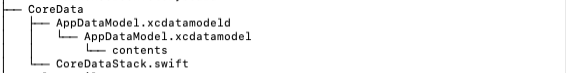 ├── CoreData
│   ├── AppDataModel.xcdatamodeld
│   │   └── AppDataModel.xcdatamodel
│   │       └── contents
│   └── CoreDataStack.swift